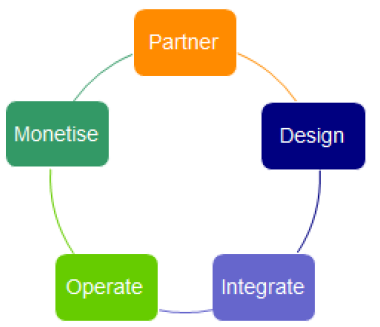 Partner
Design
Integrate
Operate
Monetise